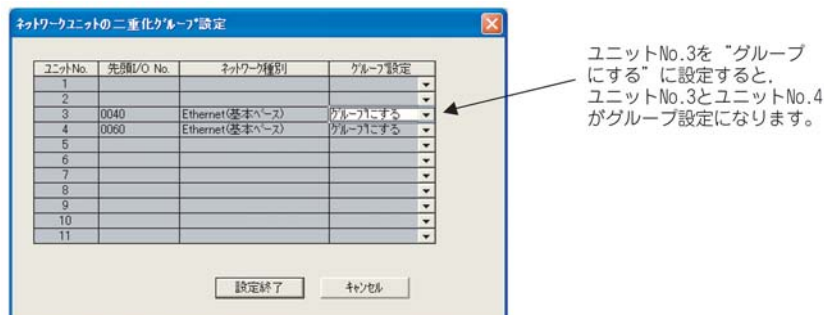 ネットワークユニットの二重化グループ設定
ユニットNo. 先頭I/O No. ネットワーク種別 グループ設定
1
2
3 0040 Ethernet(基本ベース) グループにする
4 0060 Ethernet(基本ベース) グループにする
5
6
7
8
9
10
11
設定終了 キャンセル
ユニットNo.3を“グループ
にする”に設定すると,
ユニットNo.3とユニットNo.4
がグループ設定になります。